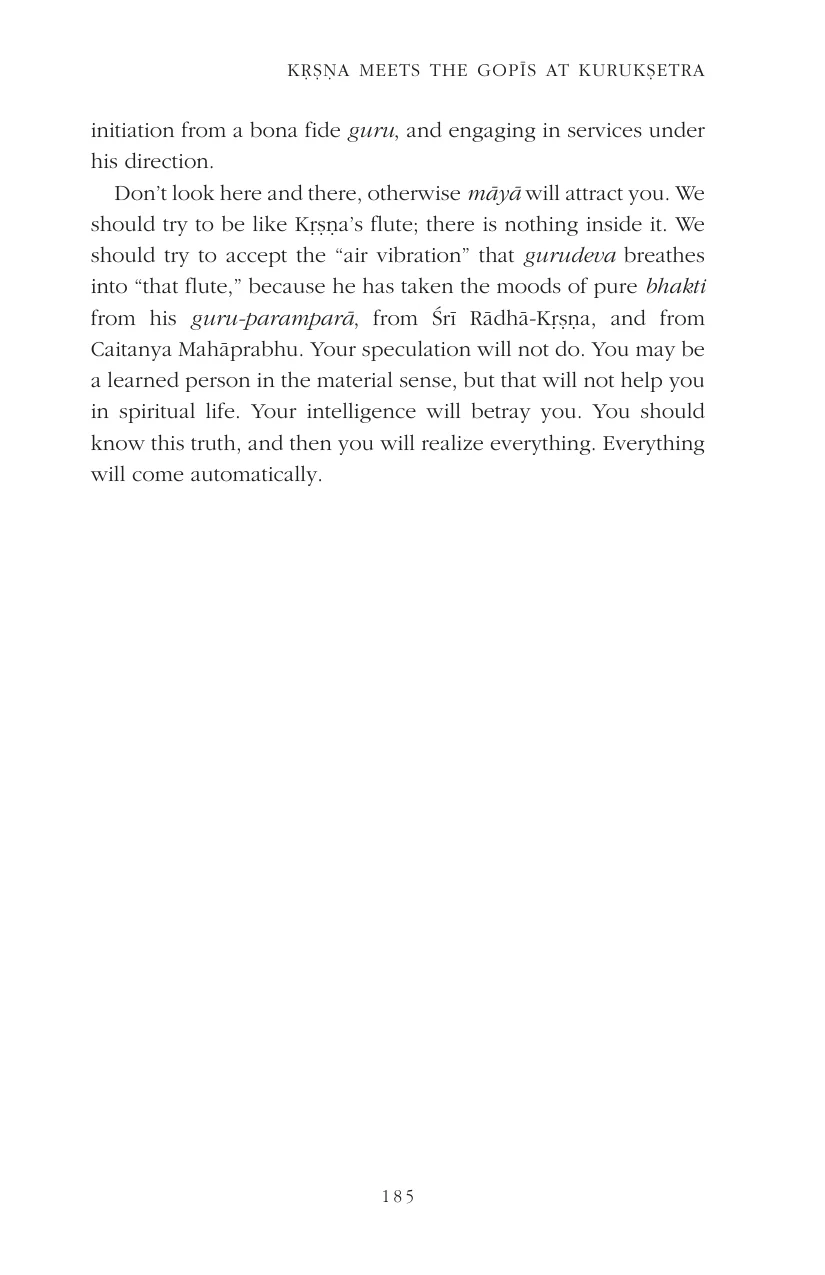 KṚṢṆA MEETS THE GOPĪS AT KURUKṢETRA
initiation from a bona fide guru, and engaging in services under
his direction.
Don’t look here and there, otherwise māyā will attract you. We
should try to be like Kṛṣṇa’s flute; there is nothing inside it. We
should try to accept the “air vibration” that gurudeva breathes
into “that flute,” because he has taken the moods of pure bhakti
from his guru-paramparā, from Śrī Rādhā-Kṛṣṇa, and from
Caitanya Mahāprabhu. Your speculation will not do. You may be
a learned person in the material sense, but that will not help you
in spiritual life. Your intelligence will betray you. You should
know this truth, and then you will realize everything. Everything
will come automatically.
185